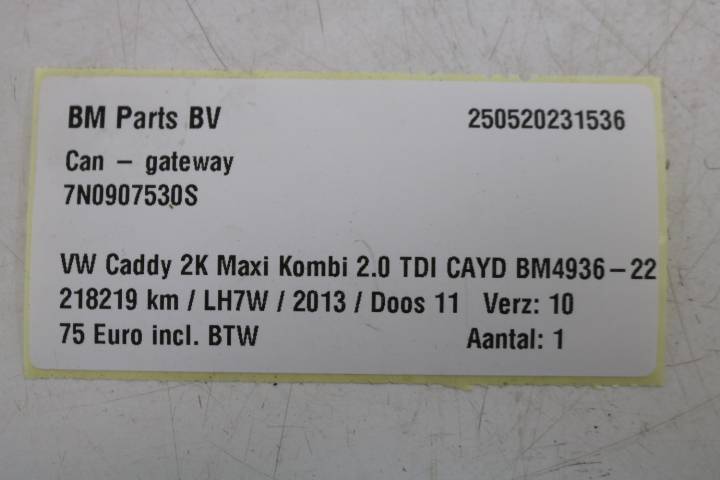 BM Parts BV 250520231536
Can – gateway
7N0907530S
VW Caddy 2K Maxi Kombi 2.0 TDI CAYD BM4936–22
218219 km / LH7W / 2013 / Doos 11 Verz: 10
75 Euro incl. BTW Aantal: 1